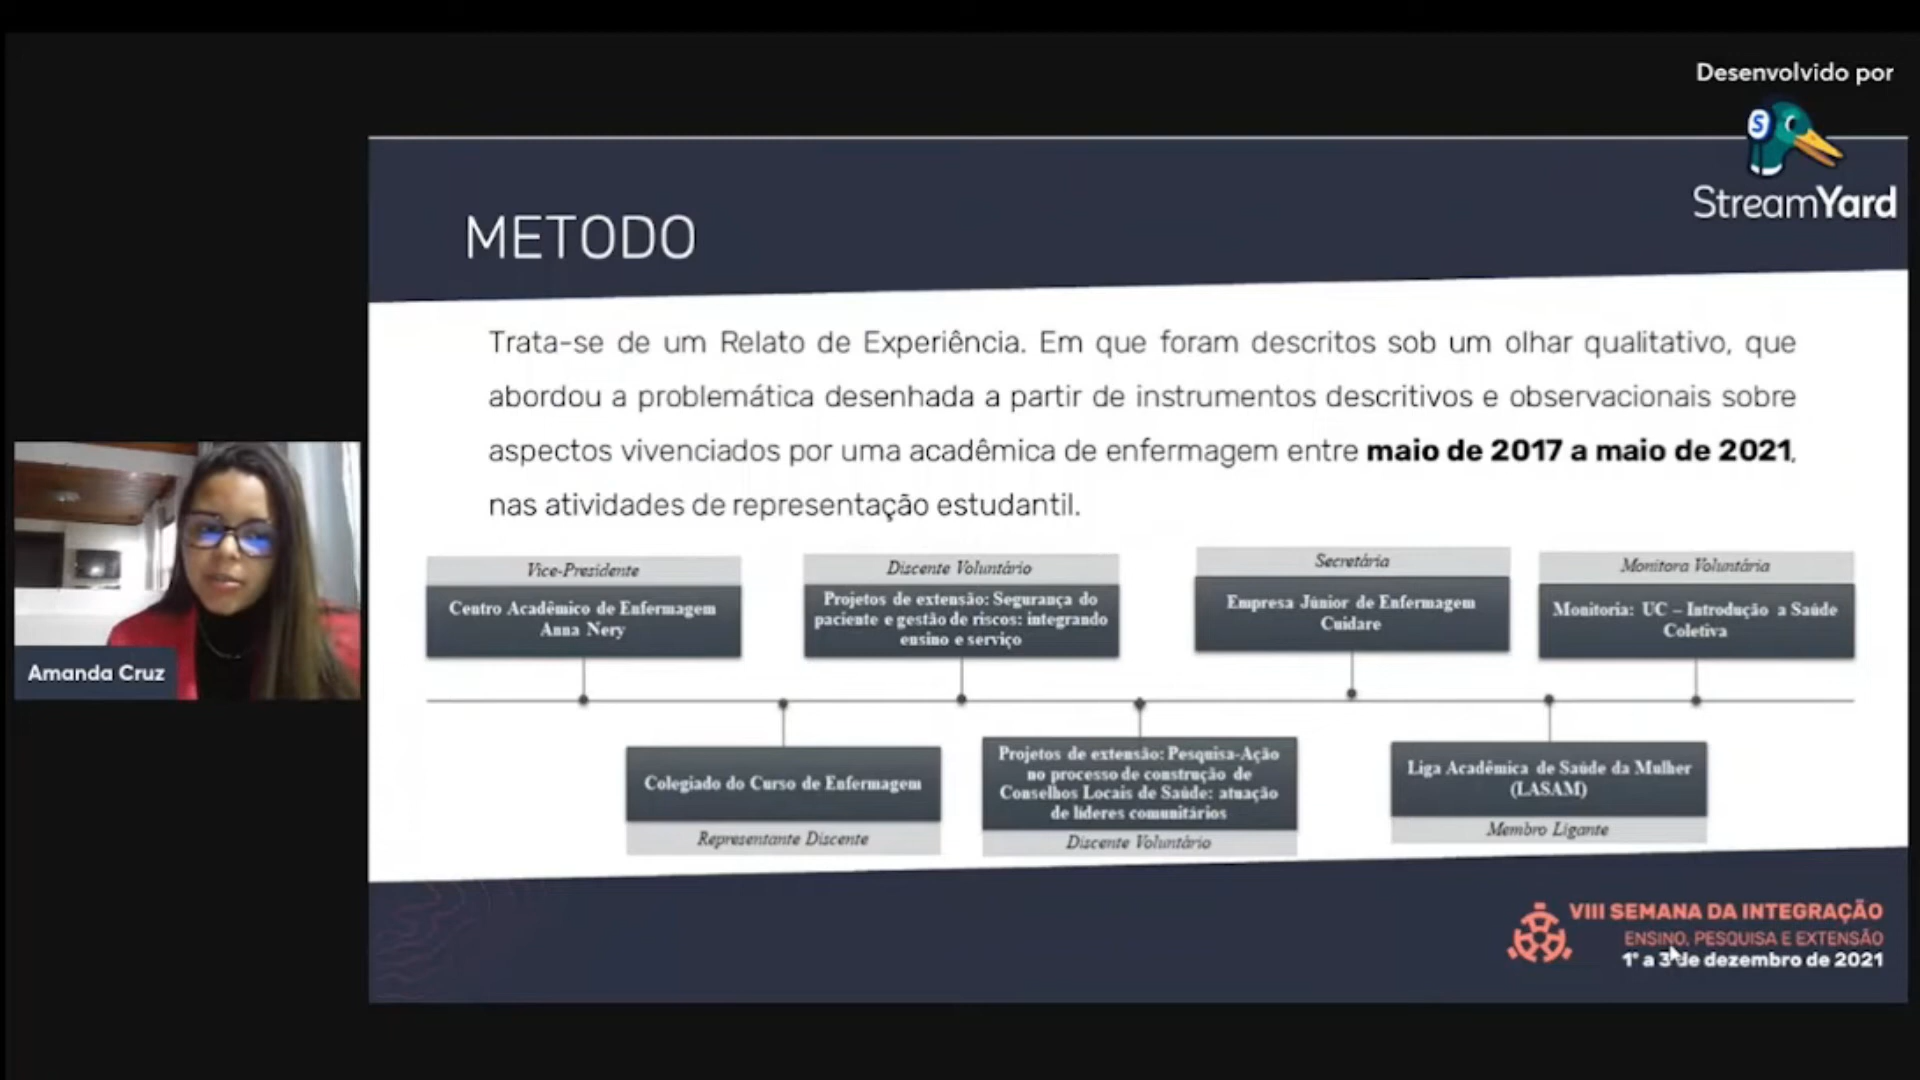 Desenvolvido por
StreamYard
METODO
Trata-se de um Relato de Experiência. Em que foram descritos sob um olhar qualitativo, que
abordou a problemática desenhada a partir de instrumentos descritivos e observacionais sobre
aspectos vivenciados por uma acadêmica de enfermagem entre maio de 2017 a maio de 2021,
nas atividades de representação estudantil.
Vice-Presidente
Centro Acadêmico de Enfermagem
Anna Nery
Discente Voluntário
Projetos de extensão: Segurança do
paciente e gestão de riscos: integrando
ensino e serviço
Secretária
Empresa Júnior de Enfermagem
Cuidare
Monitora Voluntária
Monitoria: UC – Introdução a Saúde
Coletiva
Colegiado do Curso de Enfermagem
Representante Discente
Projetos de extensão: Pesquisa-Ação
no processo de construção de
Conselhos Locais de Saúde: atuação
de líderes comunitários
Discente Voluntário
Liga Acadêmica de Saúde da Mulher
(LASAM)
Membro Ligante
Amanda Cruz
VIII SEMANA DA INTEGRAÇÃO
ENSINO, PESQUISA E EXTENSÃO
1º a 3 de dezembro de 2021